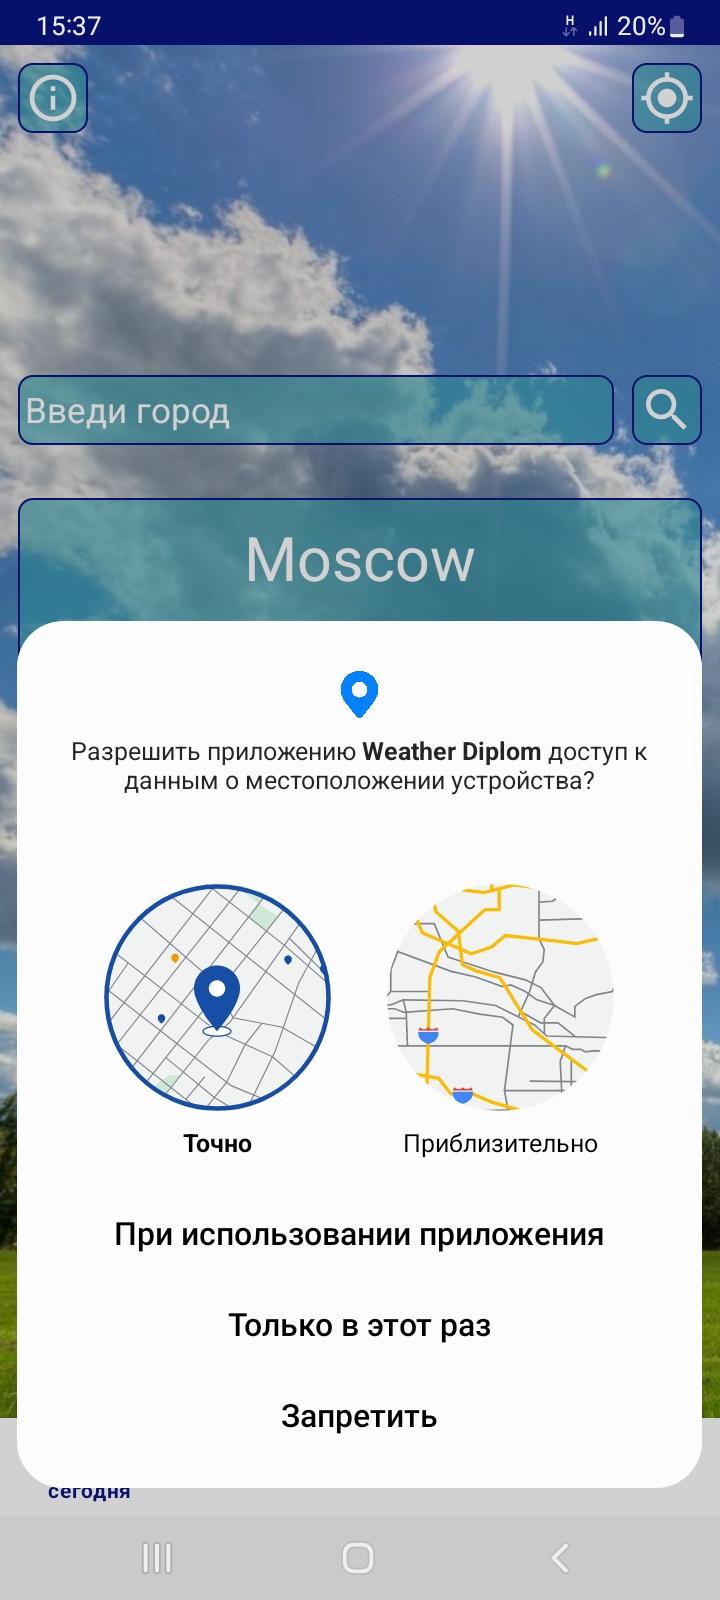 15:37
H
20%
Введи город
Moscow
Разрешить приложению Weather Diplom доступ к
данным о местоположении устройства?
Точно
Приблизительно
При использовании приложения
Только в этот раз
Запретить
сегодня